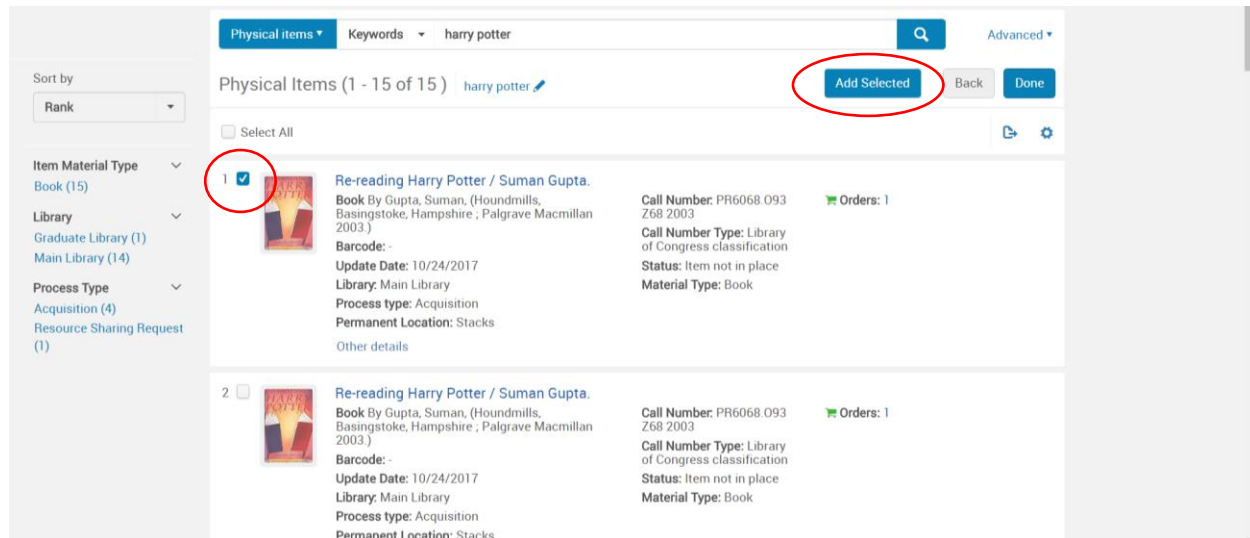 Physical items Keywords harry potter Advanced
Sort by
Rank
Physical Items (1 - 15 of 15 ) harry potter Add Selected Back Done
Select All
Item Material Type
Book (15)
Library
Graduate Library (1)
Main Library (14)
Process Type
Acquisition (4)
Resource Sharing Request
(1)
1
HARRY
POTTER
Re-reading Harry Potter / Suman Gupta.
Book By Gupta, Suman, (Houndmills,
Basingstoke, Hampshire ; Palgrave Macmillan
2003.)
Barcode: -
Update Date: 10/24/2017
Library: Main Library
Process type: Acquisition
Permanent Location: Stacks
Other details
Call Number: PR6068.O93
Z68 2003
Call Number Type: Library
of Congress classification
Status: Item not in place
Material Type: Book
Orders: 1
2
HARRY
POTTER
Re-reading Harry Potter / Suman Gupta.
Book By Gupta, Suman, (Houndmills,
Basingstoke, Hampshire ; Palgrave Macmillan
2003.)
Barcode: -
Update Date: 10/24/2017
Library: Main Library
Process type: Acquisition
Permanent Location: Stacks
Call Number: PR6068.O93
Z68 2003
Call Number Type: Library
of Congress classification
Status: Item not in place
Material Type: Book
Orders: 1